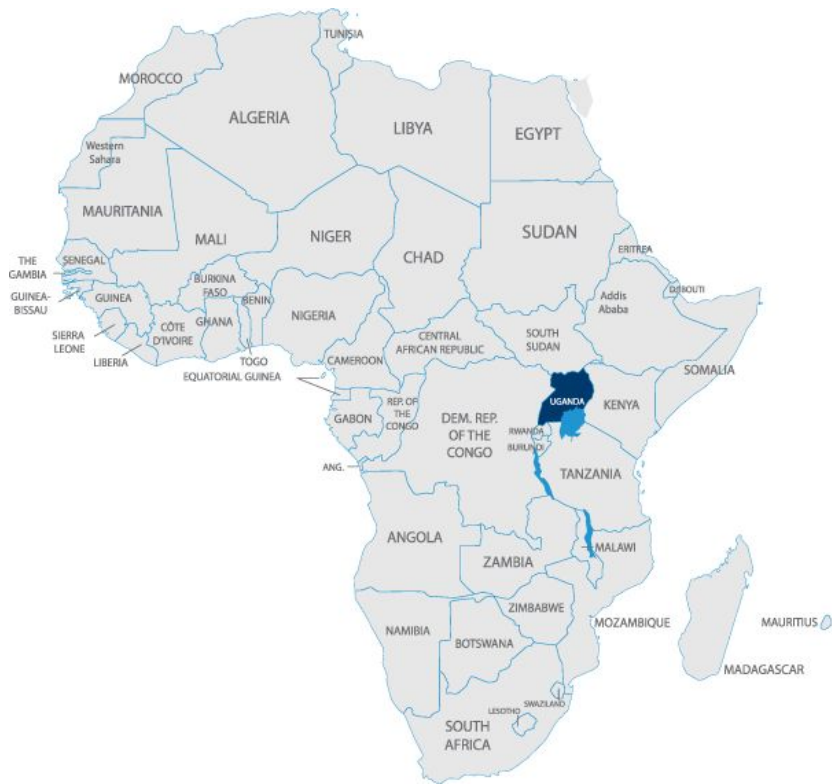 TUNISIA
MOROCCO
ALGERIA
LIBYA
EGYPT
Western
Sahara
MAURITANIA
MALI
NIGER
CHAD
SUDAN
ERITREA
THE
GAMBIA
SENEGAL
BURKINA
FASO
BENIN
DJIBOUTI
GUINEA-
BISSAU
GUINEA
NIGERIA
Addis
Ababa
SIERRA
LEONE
CÔTE
D'IVOIRE
GHANA
CENTRAL
AFRICAN REPUBLIC
SOUTH
SUDAN
LIBERIA
TOGO
CAMEROON
SOMALIA
EQUATORIAL GUINEA
UGANDA
KENYA
GABON
REP. OF
THE
CONGO
DEM. REP.
OF THE
CONGO
RWANDA
BURUNDI
ANG.
TANZANIA
ANGOLA
ZAMBIA
MALAWI
ZIMBABWE
MOZAMBIQUE
MAURITIUS
NAMIBIA
BOTSWANA
MADAGASCAR
SWAZILAND
LESOTHO
SOUTH
AFRICA